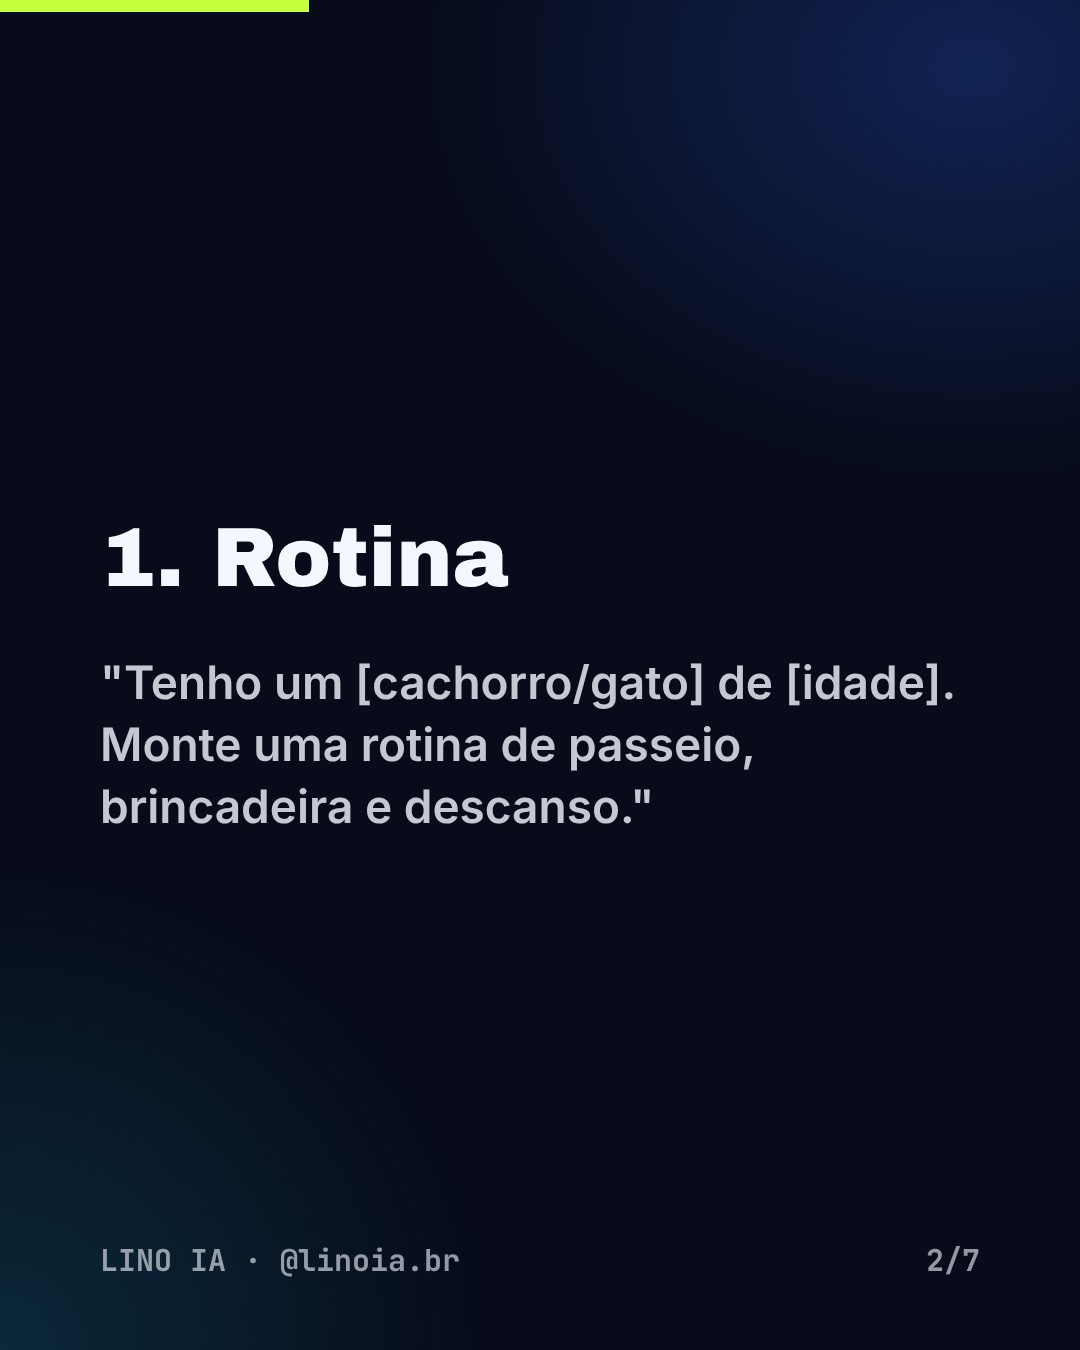 1. Rotina
"Tenho um [cachorro/gato] de [idade].
Monte uma rotina de passeio,
brincadeira e descanso."
LINO IA · @linoia.br
2/7